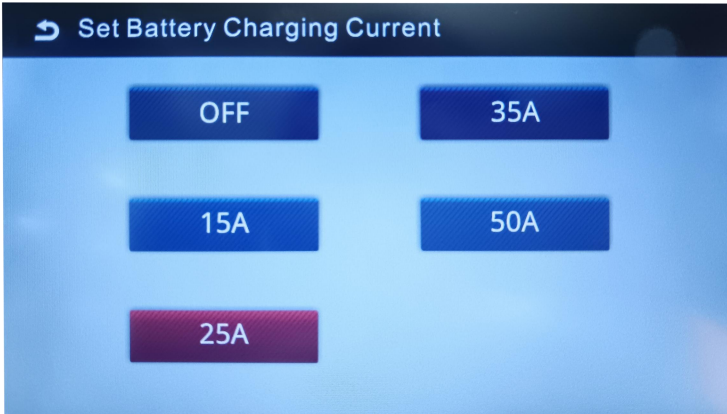 Set Battery Charging Current
OFF
35A
15A
50A
25A